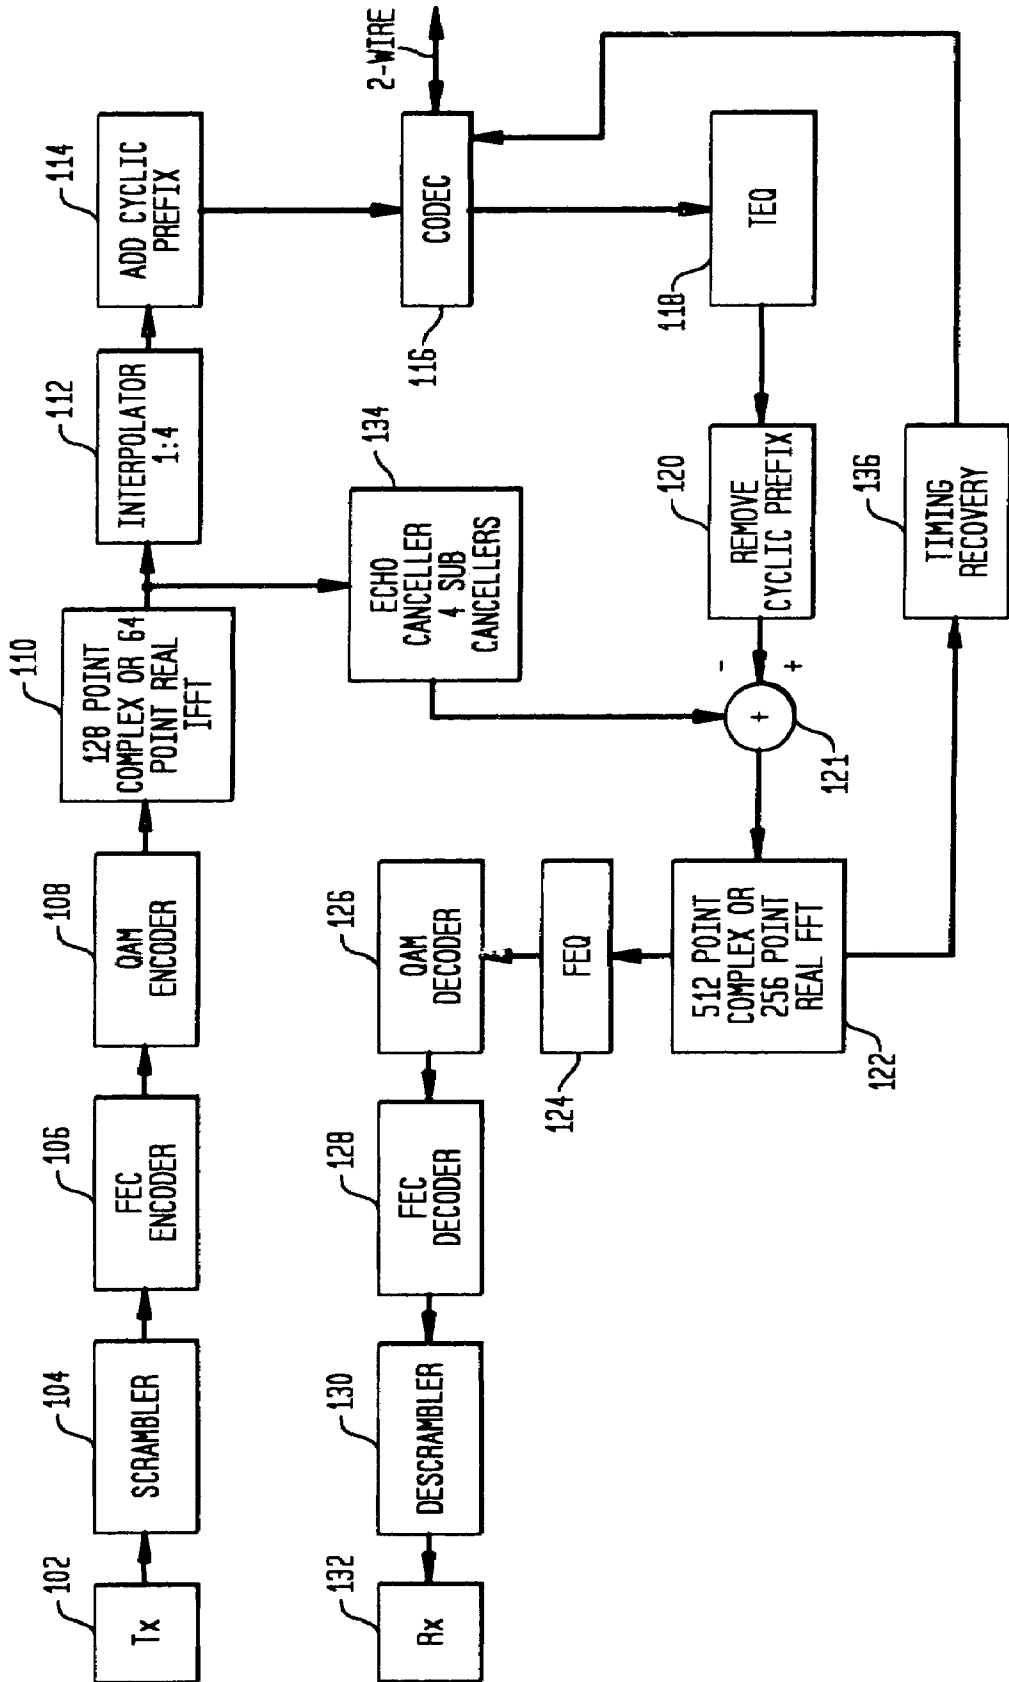 102
Tx
104
SCRAMBLER
106
FEC
ENCODER
108
QAM
ENCODER
110
128 POINT
COMPLEX OR 64
POINT REAL
IFFT
112
INTERPOLATOR
1:4
114
ADD CYCLIC
PREFIX
134
ECHO
CANCELLER
4 SUB
CANCELLERS
116
CODEC
2-WIRE
132
Rx
130
DESCRAMBLER
128
FEC
DECODER
126
QAM
DECODER
124
FEQ
122
512 POINT
COMPLEX OR
256 POINT
REAL FFT
121
+
-
+
120
REMOVE
CYCLIC PREFIX
118
TEQ
136
TIMING
RECOVERY